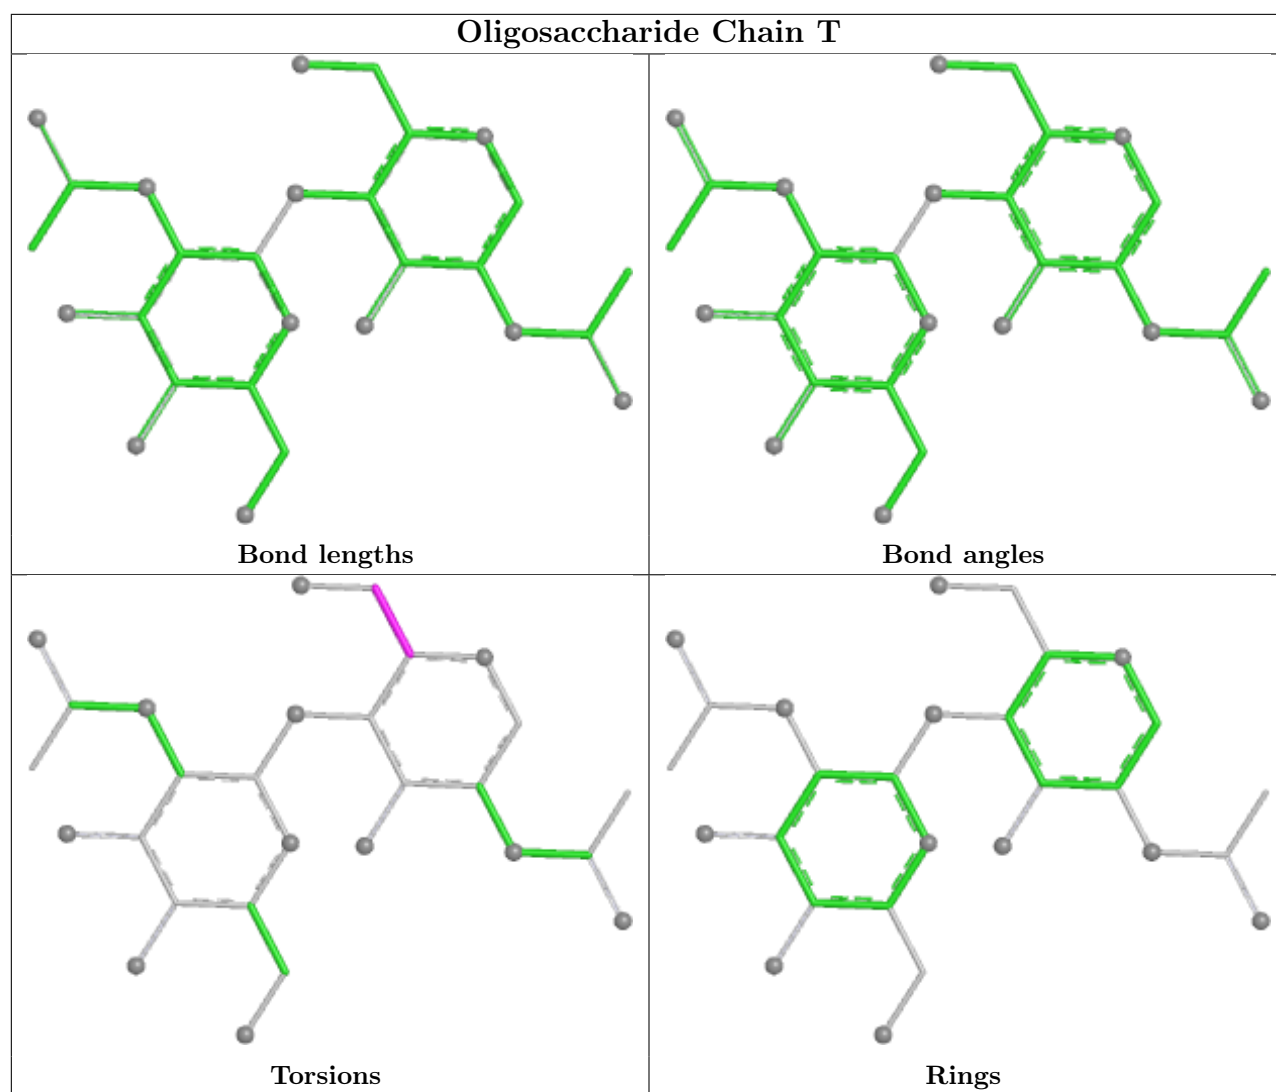 Oligosaccharide Chain T
Bond lengths
Bond angles
Torsions
Rings